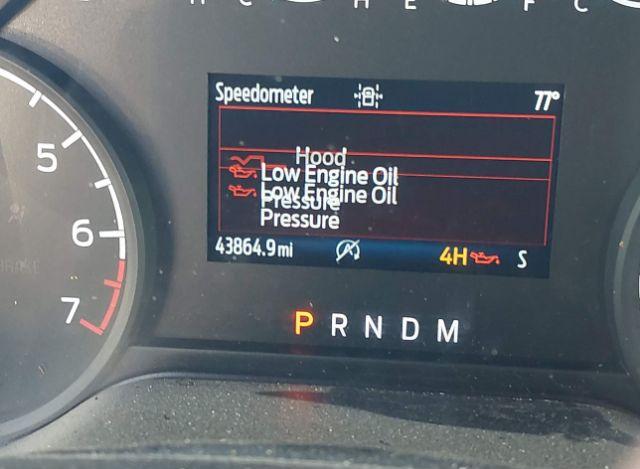 H C H E F C
Speedometer 77°
5
Hood
Low Engine Oil
Low Engine Oil
Pressure
Pressure
6
43864.9 mi 4H S
7
P R N D M